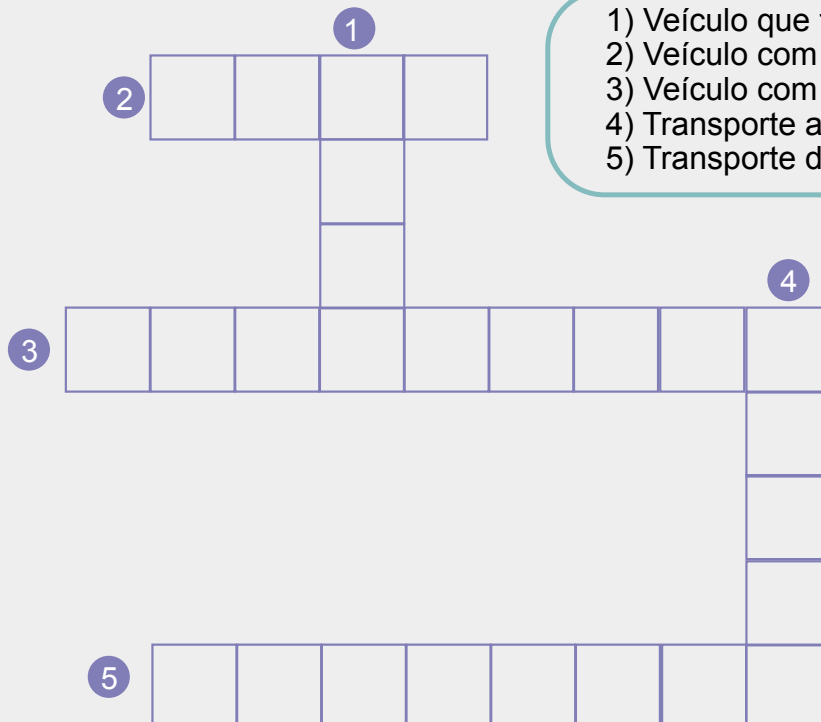 1) Veículo que
2) Veículo com
3) Veículo com
4) Transporte a
5) Transporte d
1
2
4
3
5